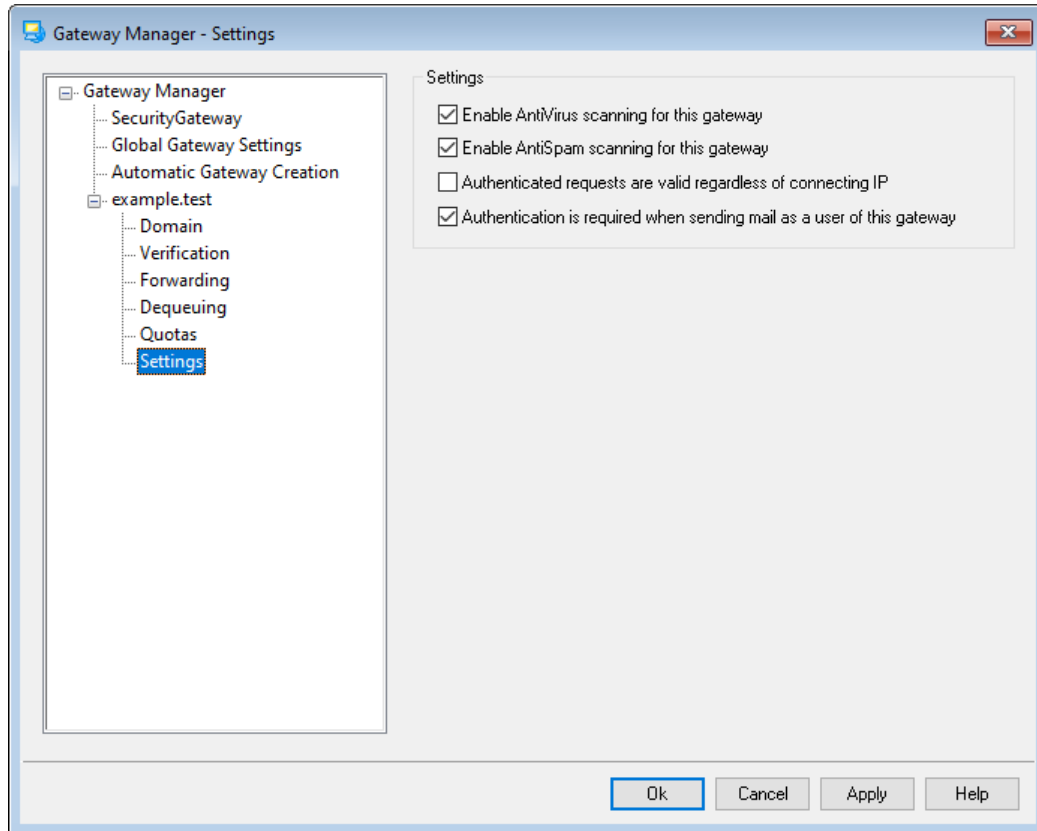 Gateway Manager - Settings
Gateway Manager
SecurityGateway
Global Gateway Settings
Automatic Gateway Creation
example.test
Domain
Verification
Forwarding
Dequeuing
Quotas
Settings
Settings
Enable AntiVirus scanning for this gateway
Enable AntiSpam scanning for this gateway
Authenticated requests are valid regardless of connecting IP
Authentication is required when sending mail as a user of this gateway
Ok Cancel Apply Help